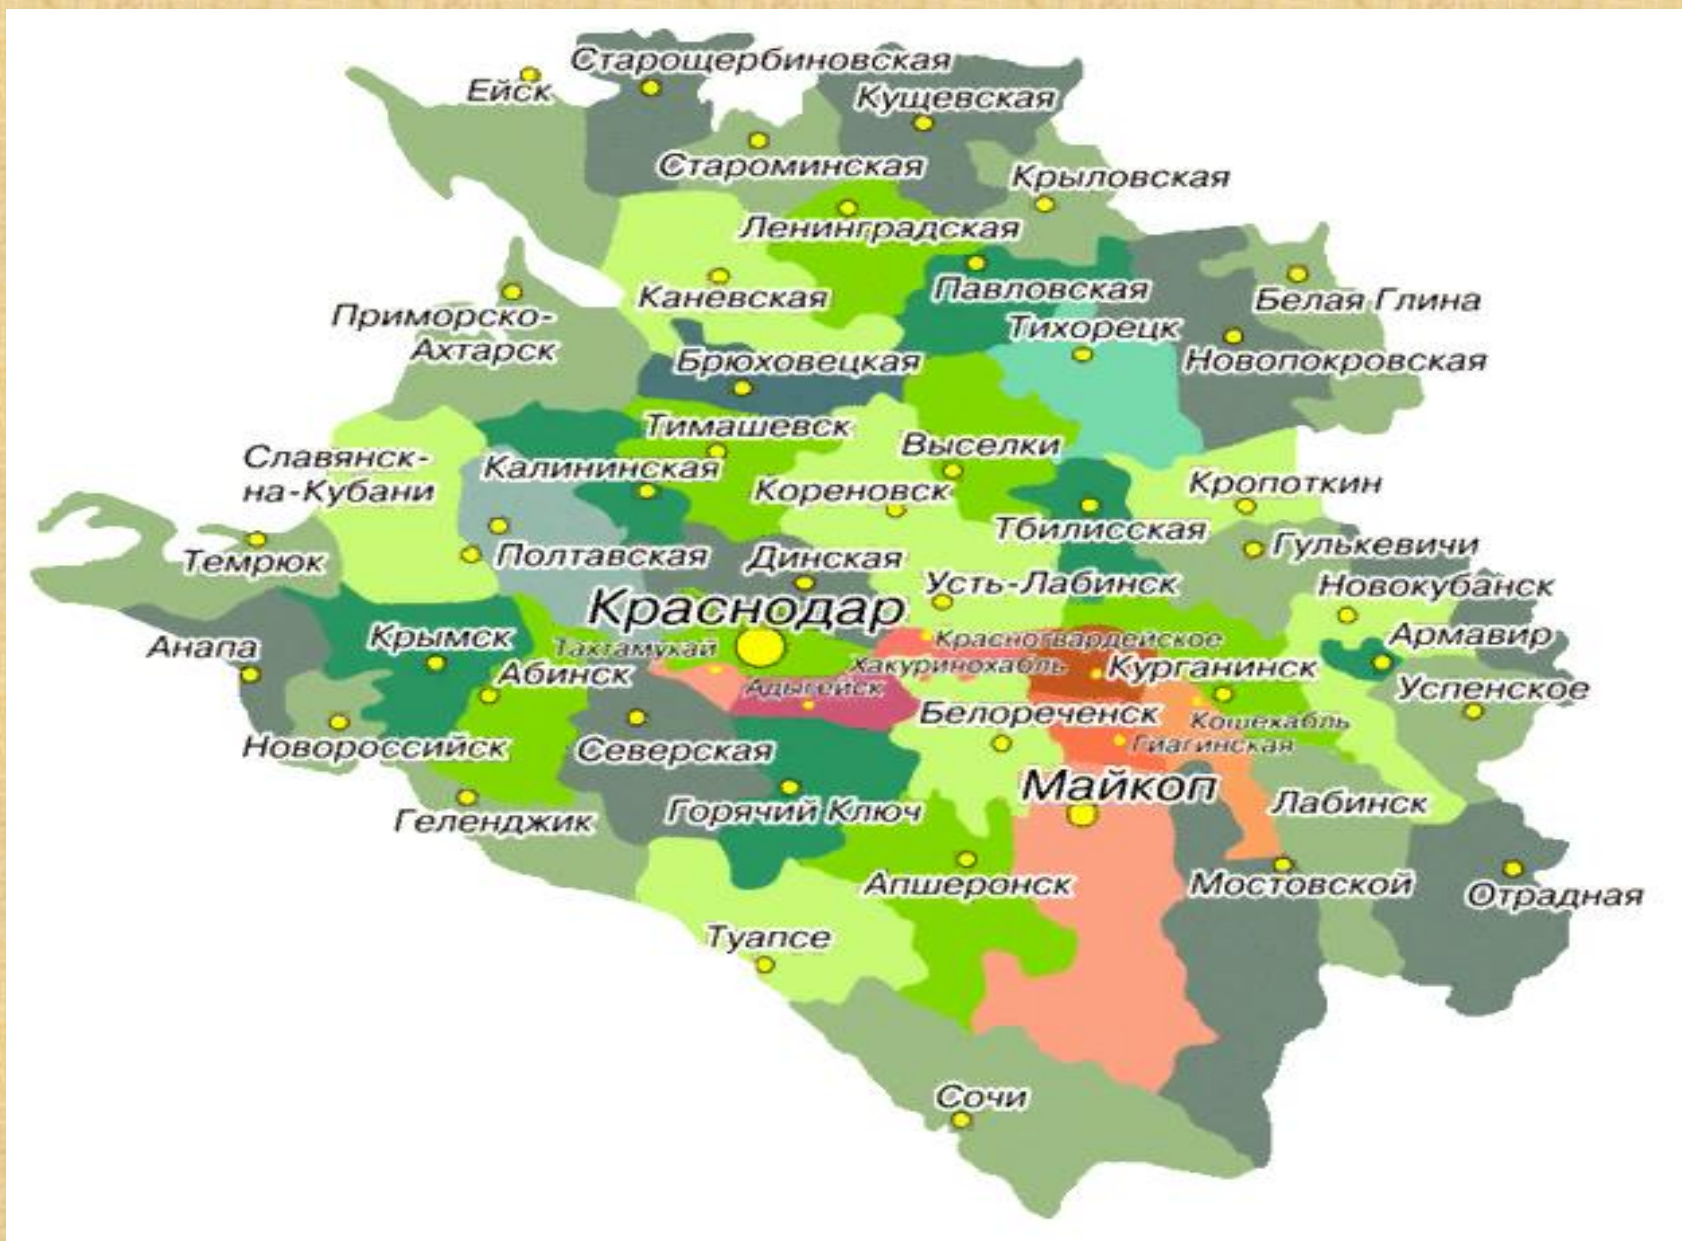 Старощербиновская
Ейск
Кущевская
Староминская
Крыловская
Ленинградская
Каневская
Павловская
Белая Глина
Приморско-
Ахтарск
Тихорецк
Новопокровская
Брюховецкая
Тимашевск
Выселки
Славянск-
на-Кубани
Калининская
Кореновск
Кропоткин
Тбилисская
Темрюк
Полтавская
Динская
Гулькевичи
Усть-Лабинск
Новокубанск
Краснодар
Анапа
Крымск
Тахтамукай
Красногвардейское
Армавир
Абинск
Хакуринохабль
Курганинск
Адыгейск
Успенское
Новороссийск
Северская
Белореченск
Кошехабль
Гиагинская
Майкоп
Геленджик
Горячий Ключ
Лабинск
Апшеронск
Мостовской
Отрадная
Туапсе
Сочи